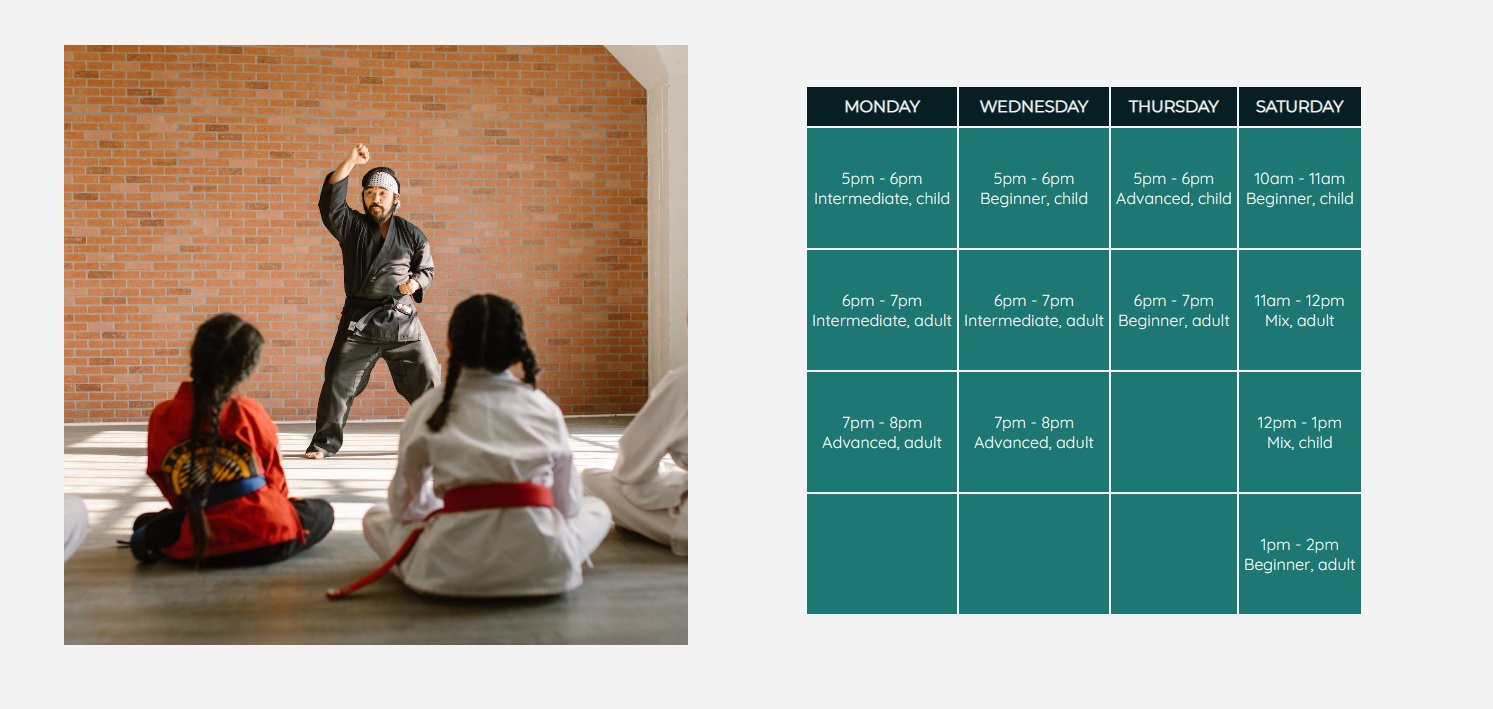 MONDAY WEDNESDAY THURSDAY SATURDAY
5pm - 6pm 5pm - 6pm 5pm - 6pm 10am - 11am
Intermediate, child Beginner, child Advanced, child Beginner, child
6pm - 7pm 6pm - 7pm 6pm - 7pm 11am - 12pm
Intermediate, adult Intermediate, adult Beginner, adult Mix, adult
7pm - 8pm 7pm - 8pm 12pm - 1pm
Advanced, adult Advanced, adult Mix, child
1pm - 2pm
Beginner, adult